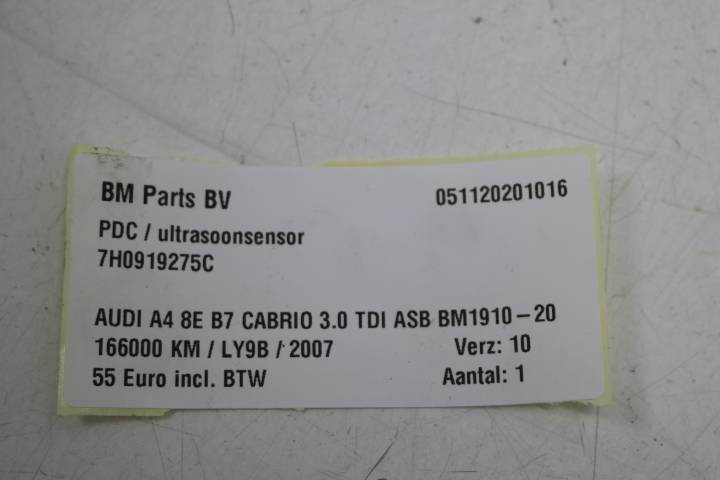 BM Parts BV 051120201016
PDC / ultrasoonsensor
7H0919275C
AUDI A4 8E B7 CABRIO 3.0 TDI ASB BM1910-20
166000 KM / LY9B / 2007 Verz: 10
55 Euro incl. BTW Aantal: 1